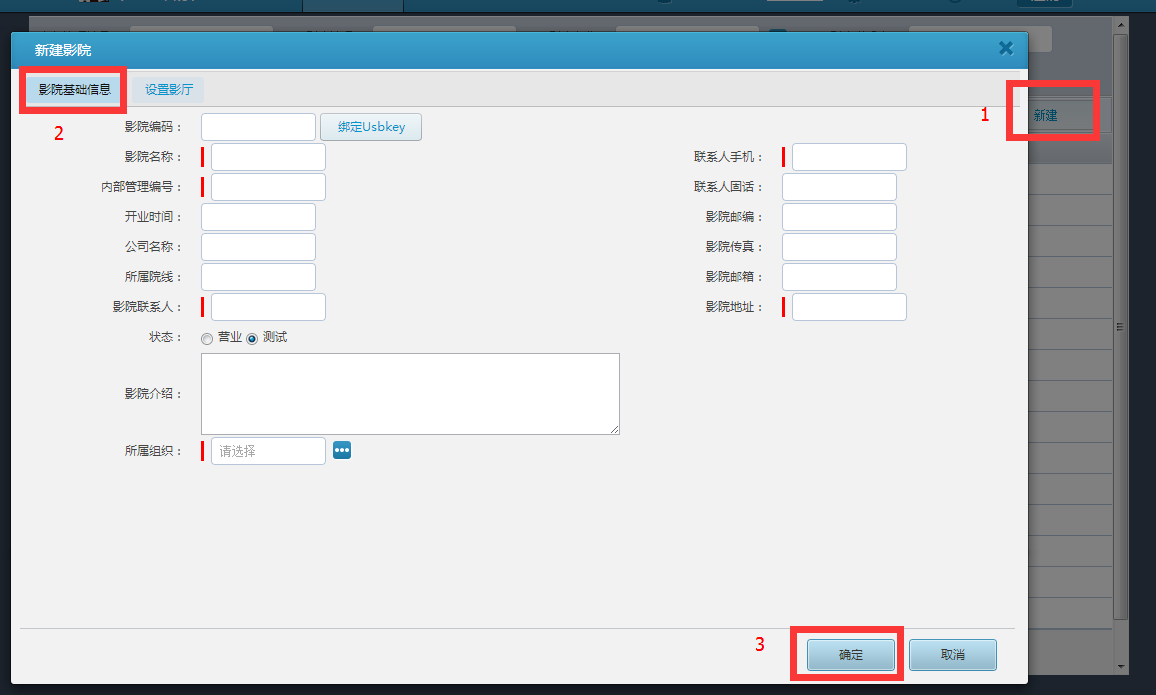 新建影院
影院基础信息 设置影厅
1
新建
2
影院编码： 绑定Usbkey
影院名称： 联系人手机：
内部管理编号： 联系人固话：
开业时间： 影院邮编：
公司名称： 影院传真：
所属院线： 影院邮箱：
影院联系人： 影院地址：
状态： 营业 测试
影院介绍：
所属组织： 请选择
3
确定 取消